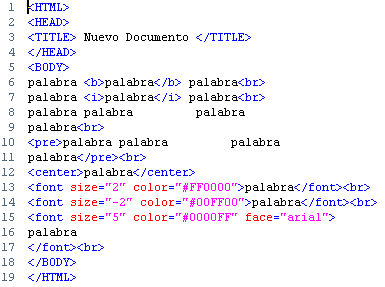 1 <HTML>
2 <HEAD>
3 <TITLE> Nuevo Documento </TITLE>
4 </HEAD>
5 <BODY>
6 palabra <b>palabra</b> palabra<br>
7 palabra <i>palabra</i> palabra<br>
8 palabra palabra          palabra
9 palabra<br>
10 <pre>palabra palabra          palabra
11 palabra</pre><br>
12 <center>palabra</center>
13 <font size="2" color="#FF0000">palabra</font><br>
14 <font size="-2" color="#00FF00">palabra</font><br>
15 <font size="5" color="#0000FF" face="arial">
16 palabra
17 </font><br>
18 </BODY>
19 </HTML>